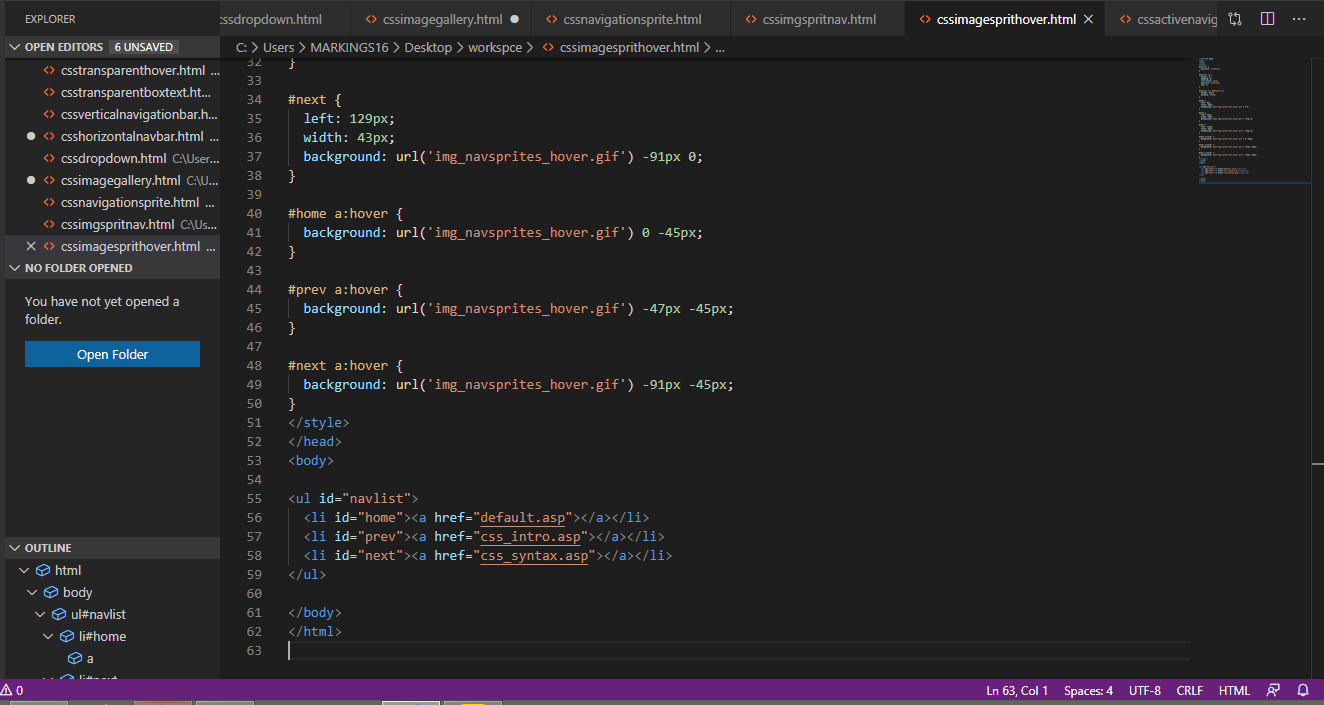 EXPLORER
OPEN EDITORS 6 UNSAVED
csstransparenthover.html ...
csstransparentboxtext.ht...
cssverticalnavigationbar.h...
csshorizontalnavbar.html ...
cssdropdown.html C:\User...
cssimagegallery.html C:\U...
cssnavigationsprite.html ...
cssimgspritnav.html C:\Us...
cssimagesprithover.html ...
NO FOLDER OPENED
You have not yet opened a
folder.
Open Folder
OUTLINE
html
body
ul#navlist
li#home
a
cssdropdown.html cssimagegallery.html cssnavigationsprite.html cssimgspritnav.html cssimagesprithover.html cssactivenavig
C: > Users > MARKINGS16 > Desktop > workspce > cssimagesprithover.html > ...
32 }
33
34 #next {
35 left: 129px;
36 width: 43px;
37 background: url('img_navsprites_hover.gif') -91px 0;
38 }
39
40 #home a:hover {
41 background: url('img_navsprites_hover.gif') 0 -45px;
42 }
43
44 #prev a:hover {
45 background: url('img_navsprites_hover.gif') -47px -45px;
46 }
47
48 #next a:hover {
49 background: url('img_navsprites_hover.gif') -91px -45px;
50 }
51 </style>
52 </head>
53 <body>
54
55 <ul id="navlist">
56 <li id="home"><a href="default.asp"></a></li>
57 <li id="prev"><a href="css_intro.asp"></a></li>
58 <li id="next"><a href="css_syntax.asp"></a></li>
59 </ul>
60
61 </body>
62 </html>
63
0
Ln 63, Col 1 Spaces: 4 UTF-8 CRLF HTML